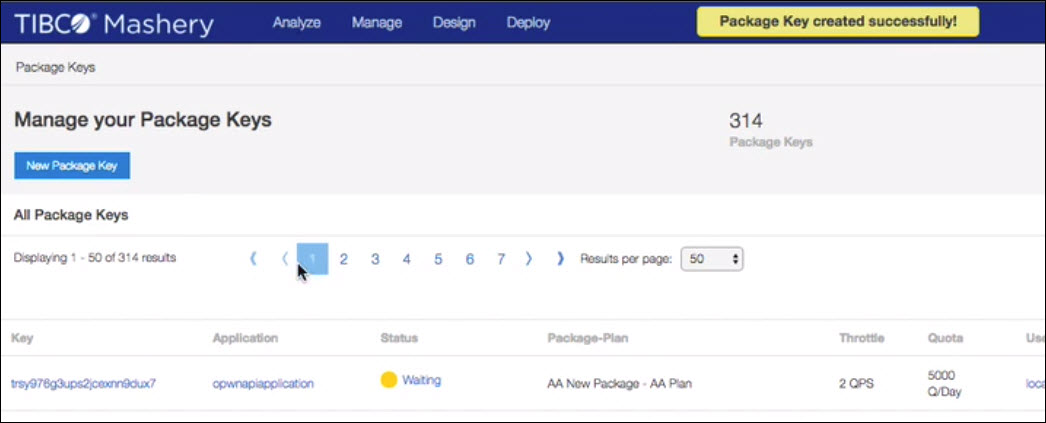 TIBCO® Mashery Analyze Manage Design Deploy Package Key created successfully!
Package Keys
Manage your Package Keys
314
Package Keys
New Package Key
All Package Keys
Displaying 1 - 50 of 314 results 1 2 3 4 5 6 7 Results per page: 50
Key Application Status Package-Plan Throttle Quota Use
trsy976g3ups2jcexnn9dux7 opwnapiapplication Waiting AA New Package - AA Plan 2 QPS 5000 Q/Day loca